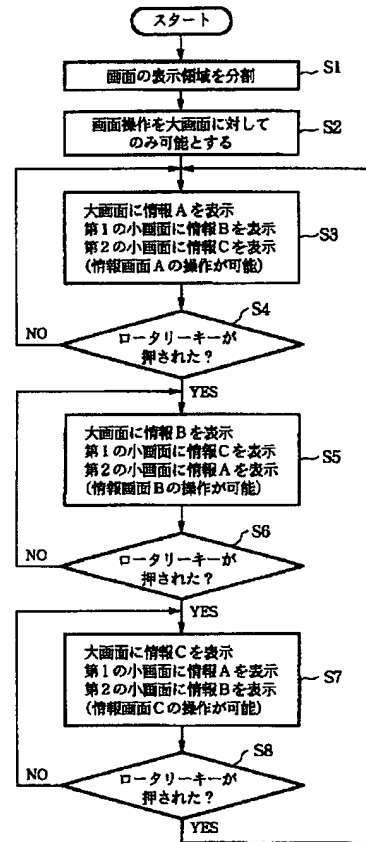 スタート
画面の表示領域を分割
S1
画面操作を大画面に対して
のみ可能とする
S2
大画面に情報Aを表示
第1の小画面に情報Bを表示
第2の小画面に情報Cを表示
(情報画面Aの操作が可能)
S3
S4
NO
ロータリーキーが
押された?
YES
大画面に情報Bを表示
第1の小画面に情報Cを表示
第2の小画面に情報Aを表示
(情報画面Bの操作が可能)
S5
S6
NO
ロータリーキーが
押された?
YES
大画面に情報Cを表示
第1の小画面に情報Aを表示
第2の小画面に情報Bを表示
(情報画面Cの操作が可能)
S7
S8
NO
ロータリーキーが
押された?
YES